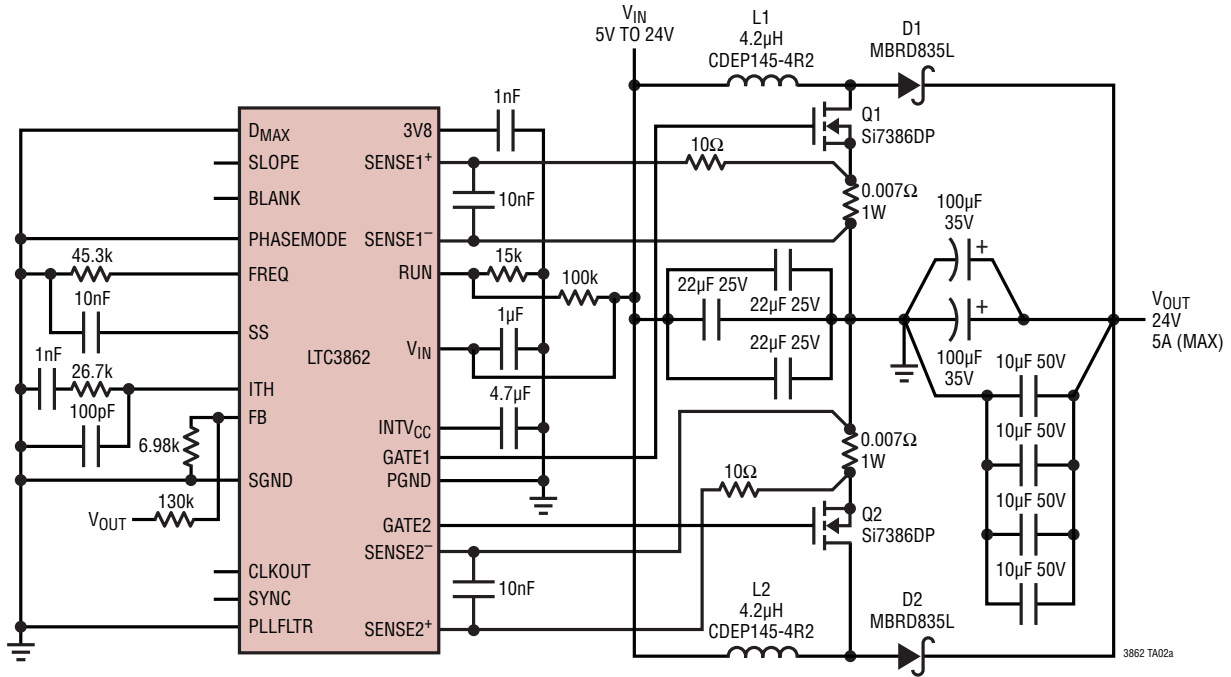 VIN
5V TO 24V
L1
4.2µH
CDEP145-4R2
D1
MBRD835L
1nF
DMAX
3V8
Q1
Si7386DP
SLOPE
SENSE1+
10Ω
BLANK
10nF
0.007Ω
1W
100µF
35V
PHASEMODE
SENSE1–
45.3k
FREQ
RUN
15k
100k
22µF 25V
22µF 25V
+
10nF
SS
1µF
+
VOUT
24V
5A (MAX)
LTC3862
VIN
22µF 25V
100µF
35V
1nF
26.7k
ITH
4.7µF
10µF 50V
100pF
FB
INTVCC
10µF 50V
6.98k
GATE1
0.007Ω
1W
SGND
PGND
10Ω
10µF 50V
130k
VOUT
GATE2
Q2
Si7386DP
SENSE2–
10µF 50V
CLKOUT
10nF
SYNC
L2
4.2µH
CDEP145-4R2
D2
MBRD835L
PLLFLTR
SENSE2+
3862 TA02a